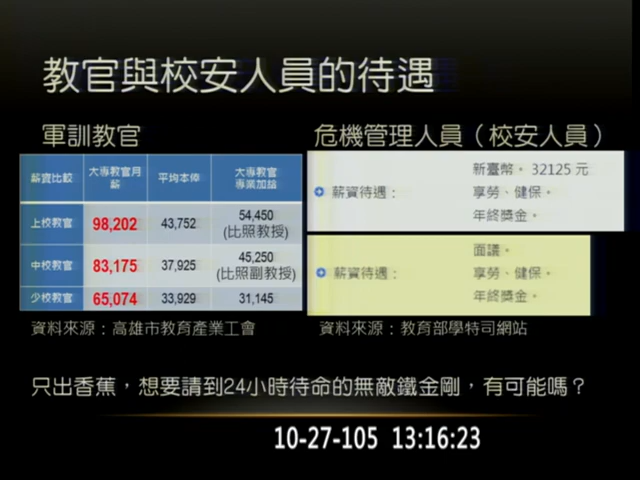 教官與校安人員的待遇
軍訓教官
危機管理人員（校安人員）
薪資比較 大專教官月薪 平均本俸 大專教官專業加給
上校教官 98,202 43,752 54,450 (比照教授)
中校教官 83,175 37,925 45,250 (比照副教授)
少校教官 65,074 33,929 31,145
資料來源：高雄市教育產業工會
薪資待遇：
新臺幣。32125 元
享勞、健保。
年終獎金。
薪資待遇：
面議。
享勞、健保。
年終獎金。
資料來源：教育部學特司網站
只出香蕉，想要請到24小時待命的無敵鐵金剛，有可能嗎？
10-27-105 13:16:23